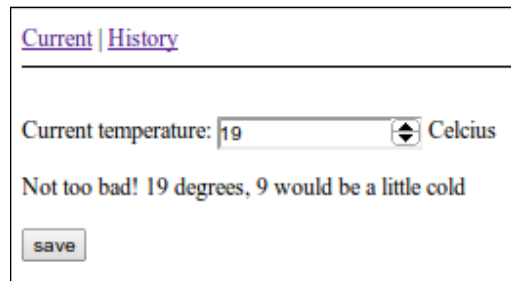 Current | History
Current temperature: 19 Celcius
Not too bad! 19 degrees, 9 would be a little cold
save